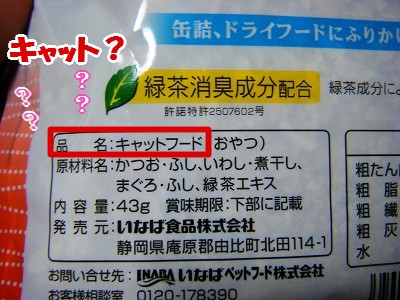 缶詰、ドライフードにふりかけ
キャット？
？
？
？
？
緑茶消臭成分配合
許諾特許2507602号
緑茶成分によ
品 名:キャットフード(おやつ)
原材料名:かつお・ふし、いわし・煮干し、
まぐろ・ふし、緑茶エキス
内 容 量:43g 賞味期限:下部に記載
発 売 元:いなば食品株式会社
静岡県庵原郡由比町北田114-1
粗たん
粗 脂
粗 繊
粗 灰
水
お問い合せ先: INABA いなばペットフード株式会社
お客様相談室 0120-178390